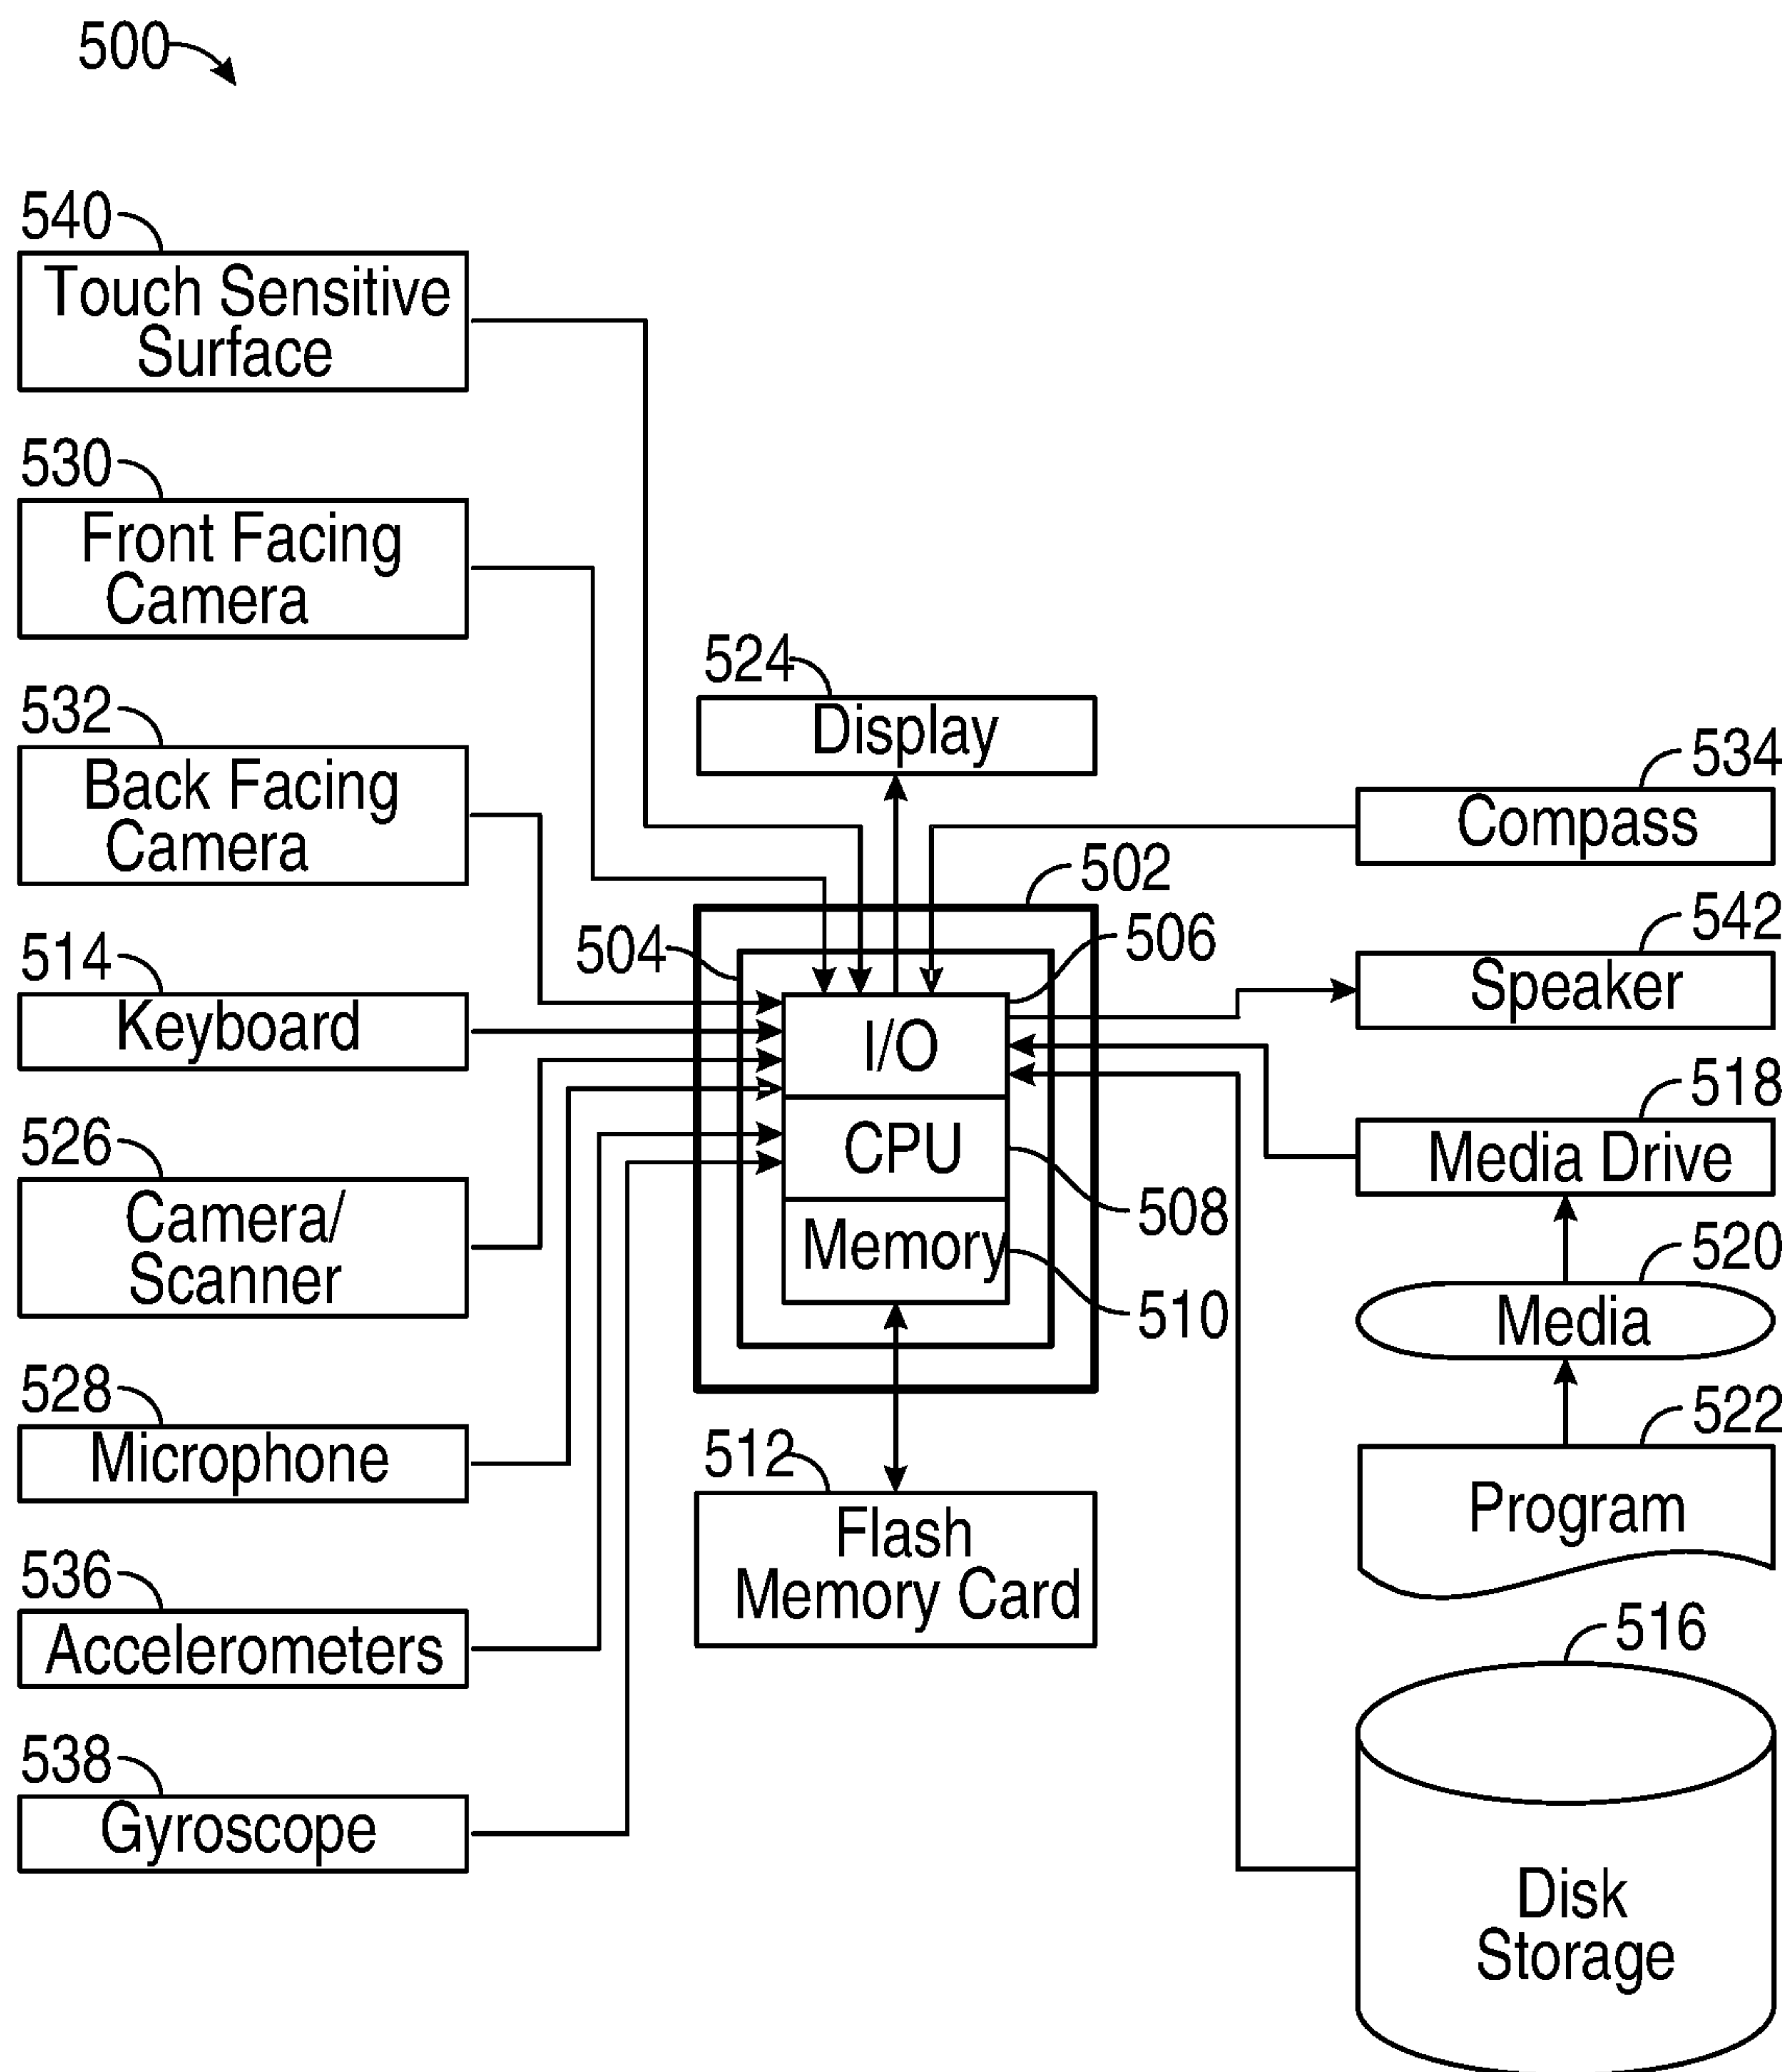 500
540
Touch Sensitive
Surface
530
Front Facing
Camera
532
Back Facing
Camera
514
Keyboard
526
Camera/
Scanner
528
Microphone
536
Accelerometers
538
Gyroscope
524
Display
502
504
506
I/O
CPU
508
Memory
510
512
Flash
Memory Card
534
Compass
542
Speaker
518
Media Drive
520
Media
522
Program
516
Disk
Storage